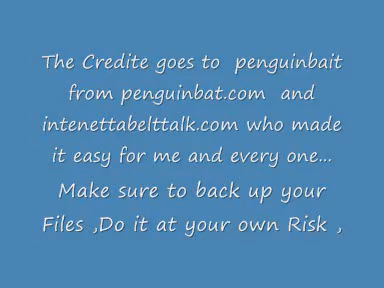 The Credite goes to penguinbait
from penguinbat.com and
intenettabelttalk.com who made
it easy for me and every one...
Make sure to back up your
Files ,Do it at your own Risk ,